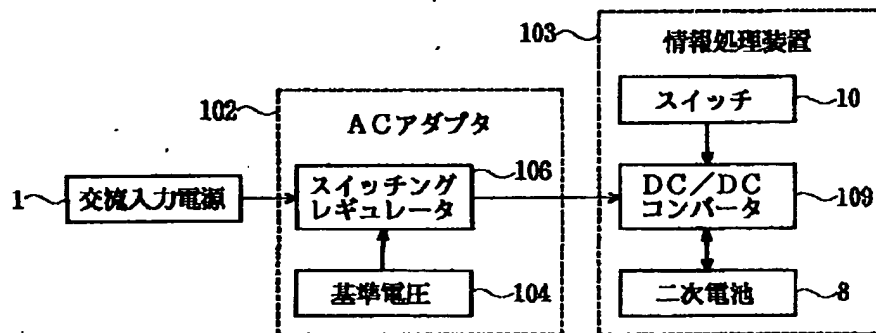 103
情報処理装置
102
ACアダプタ
スイッチ
10
106
1
交流入力電源
スイッチング
レギュレータ
DC/DC
コンバータ
109
基準電圧
104
二次電池
8